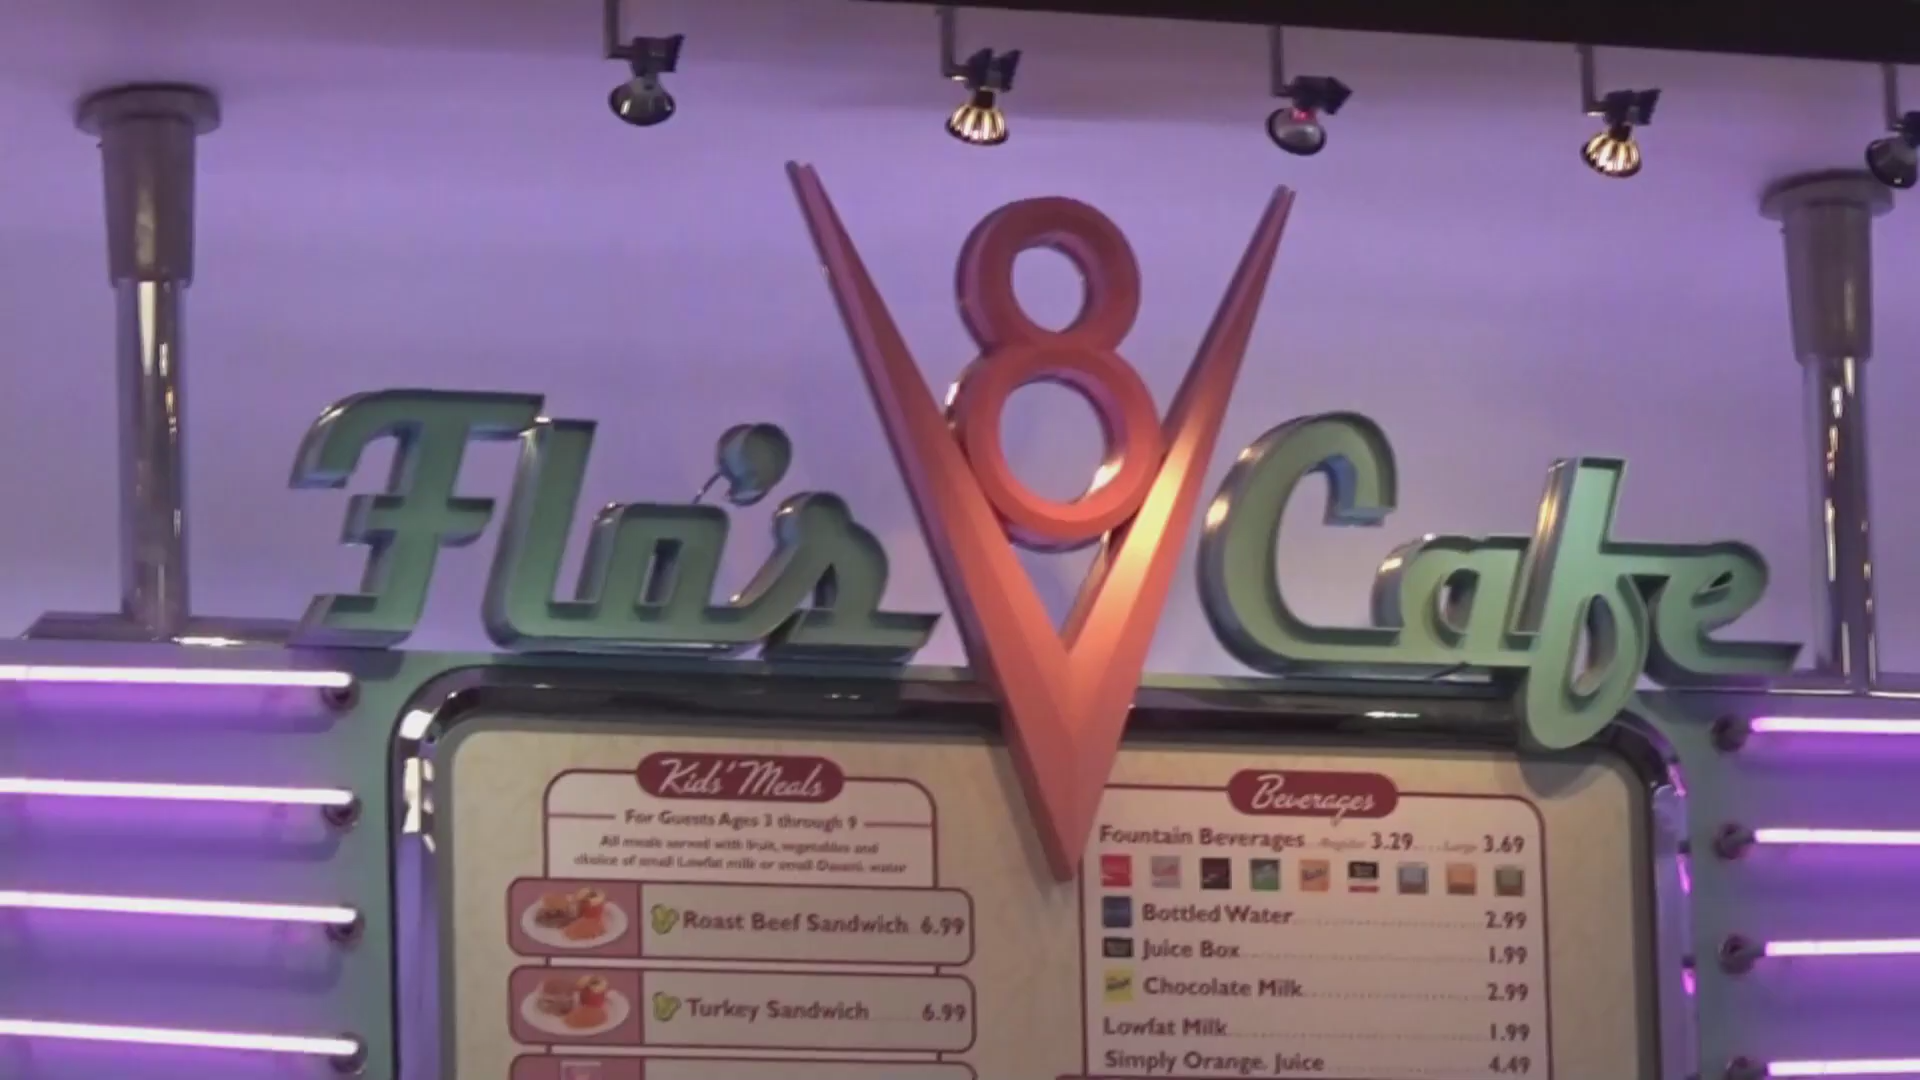 Flo's V8 Cafe
Kids' Meals
For Guests Ages 3 through 9
All meals served with fruit, vegetables and
choice of small Lowfat milk or small Dasani. water
Roast Beef Sandwich 6.99
Turkey Sandwich 6.99
Beverages
Fountain Beverages Regular 3.29 Large 3.69
Bottled Water 2.99
Juice Box 1.99
Chocolate Milk 2.99
Lowfat Milk 1.99
Simply Orange. Juice 4.49